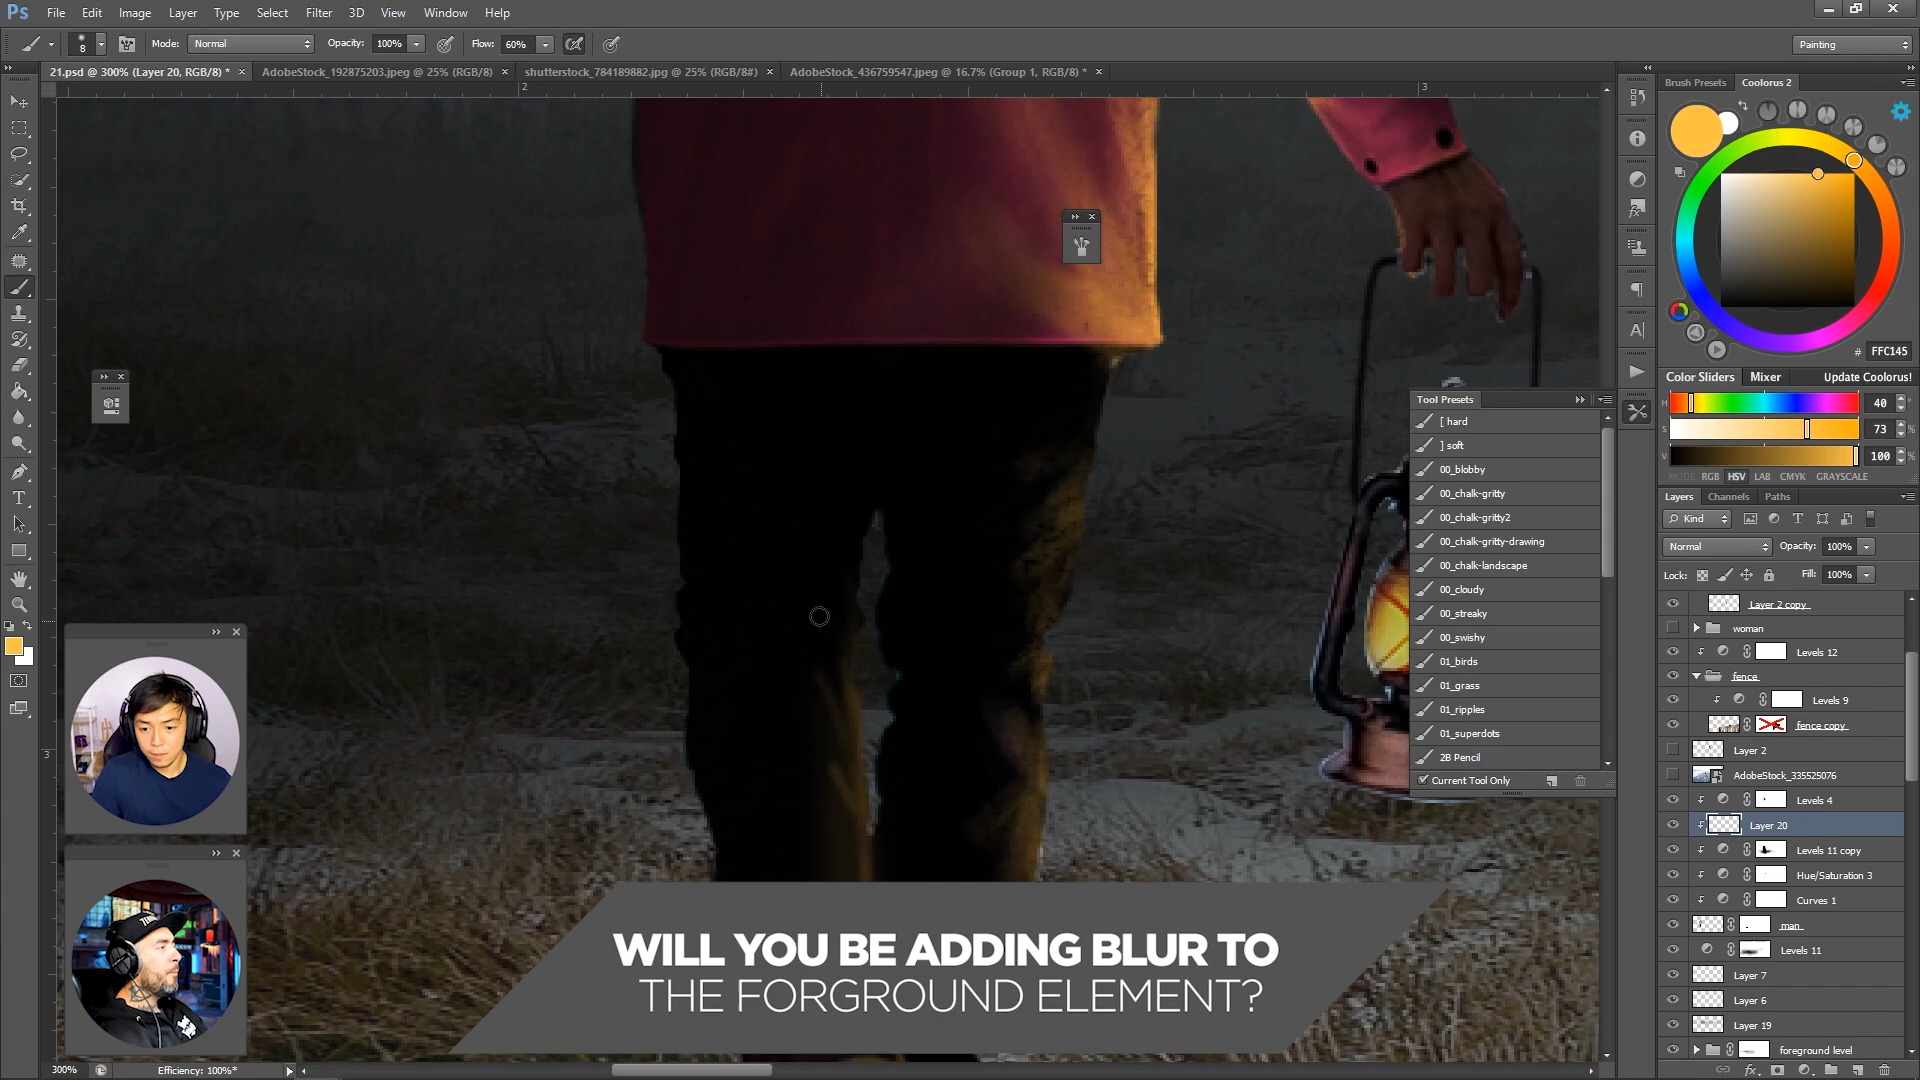 Ps File Edit Image Layer Type Select Filter 3D View Window Help
8 Mode: Normal Opacity: 100% Flow: 60% Painting
21.psd @ 300% (Layer 20, RGB/8) * × AdobeStock_192875203.jpeg @ 25% (RGB/8) × shutterstock_784189882.jpg @ 25% (RGB/8#) × AdobeStock_436759547.jpeg @ 16.7% (Group 1, RGB/8) * ×
2 3
3
Brush Presets Coolorus 2
# FFC145
Color Sliders Mixer Update Coolorus!
H 40 °
S 73 %
V 100 %
MODE RGB HSV LAB CMYK GRAYSCALE
Layers Channels Paths
Kind
Normal Opacity: 100%
Lock: Fill: 100%
Layer 2 copy
woman
Levels 12
fence
Levels 9
fence copy
Layer 2
AdobeStock_335525076
Levels 4
Layer 20
Levels 11 copy
Hue/Saturation 3
Curves 1
man
Levels 11
Layer 7
Layer 6
Layer 19
foreground level
Tool Presets
[ hard
] soft
00_blobby
00_chalk-gritty
00_chalk-gritty2
00_chalk-gritty-drawing
00_chalk-landscape
00_cloudy
00_streaky
00_swishy
01_birds
01_grass
01_ripples
01_superdots
2B Pencil
Current Tool Only
WILL YOU BE ADDING BLUR TO
THE FORGROUND ELEMENT?
300% Efficiency: 100%*